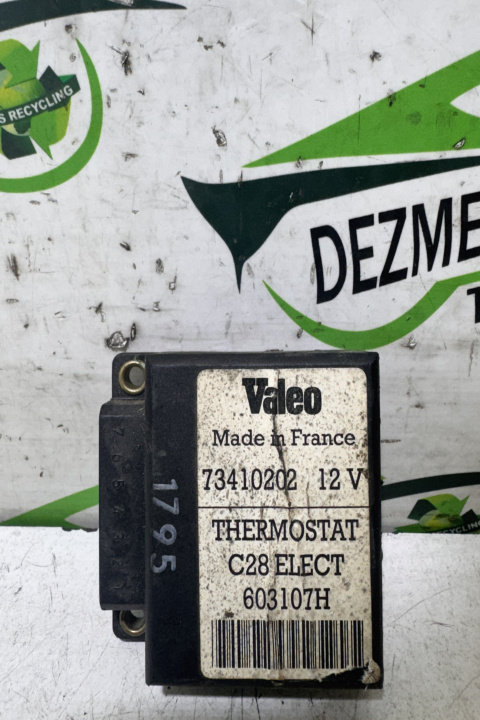 S RECYCLING
DEZME
Valeo
Made in France
73410202 12 V
THERMOSTAT
C28 ELECT
603107H
1795